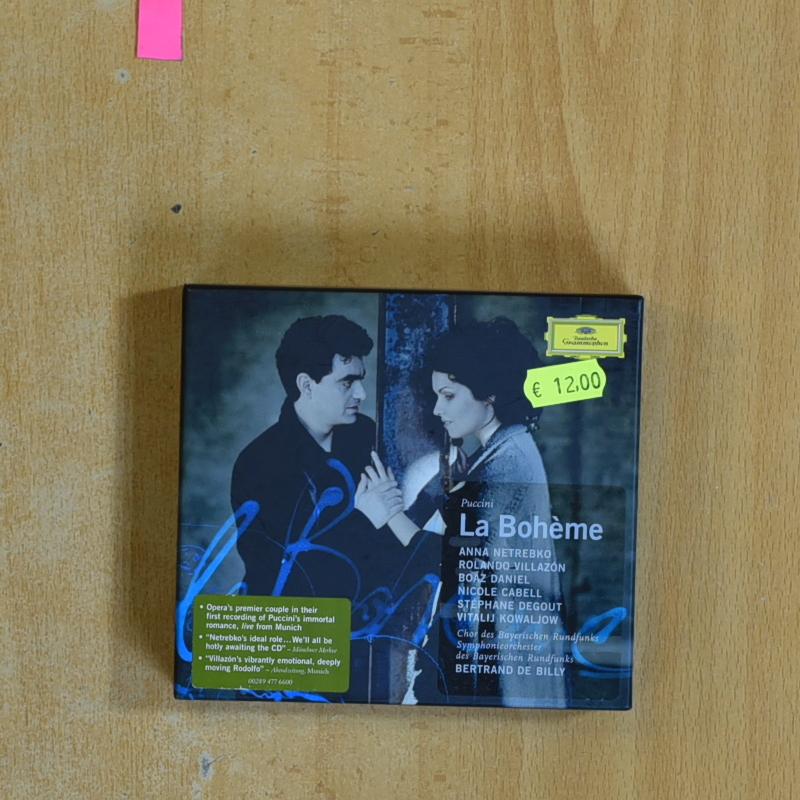 Deutsche
Grammophon
€ 12,00
Puccini
La Bohème
ANNA NETREBKO
ROLANDO VILLAZÓN
BOAZ DANIEL
NICOLE CABELL
STÉPHANE DEGOUT
VITALIJ KOWALJOW
Chor des Bayerischen Rundfunks
Symphonieorchester
des Bayerischen Rundfunks
BERTRAND DE BILLY
• Opera's premier couple in their
first recording of Puccini's immortal
romance, live from Munich
• "Netrebko's ideal role...We'll all be
hotly awaiting the CD" – Münchner Merkur
• "Villazón's vibrantly emotional, deeply
moving Rodolfo" – Abendzeitung, Munich
00289 477 6600